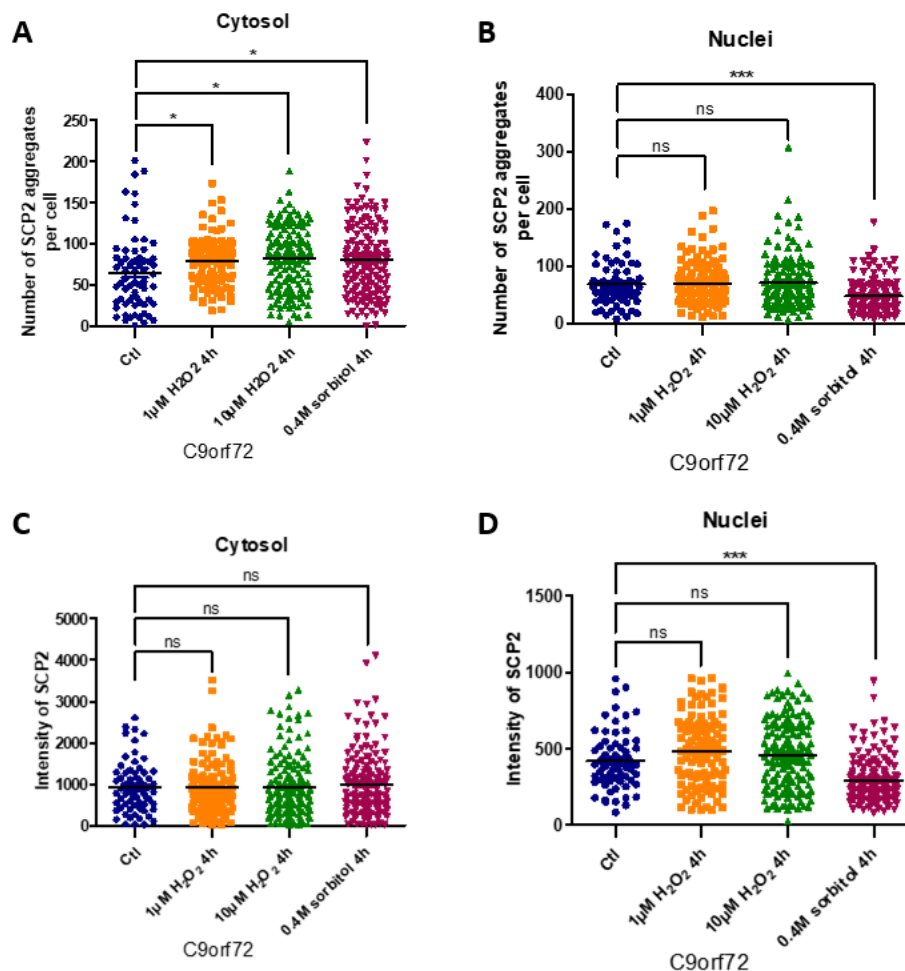 A
Cytosol
*
*
*
Number of SCP2 aggregates
per cell
250
200
150
100
50
0
Ctl
1µM H2O2 4h
10µM H2O2 4h
0.4M sorbitol 4h
C9orf72
B
Nuclei
***
ns
ns
Number of SCP2 aggregates
per cell
400
300
200
100
0
Ctl
1µM H₂O₂ 4h
10µM H₂O₂ 4h
0.4M sorbitol 4h
C9orf72
C
Cytosol
ns
ns
ns
Intensity of SCP2
5000
4000
3000
2000
1000
0
Ctl
1µM H₂O₂ 4h
10µM H₂O₂ 4h
0.4M sorbitol 4h
C9orf72
D
Nuclei
***
ns
ns
Intensity of SCP2
1500
1000
500
0
Ctl
1µM H₂O₂ 4h
10µM H₂O₂ 4h
0.4M sorbitol 4h
C9orf72